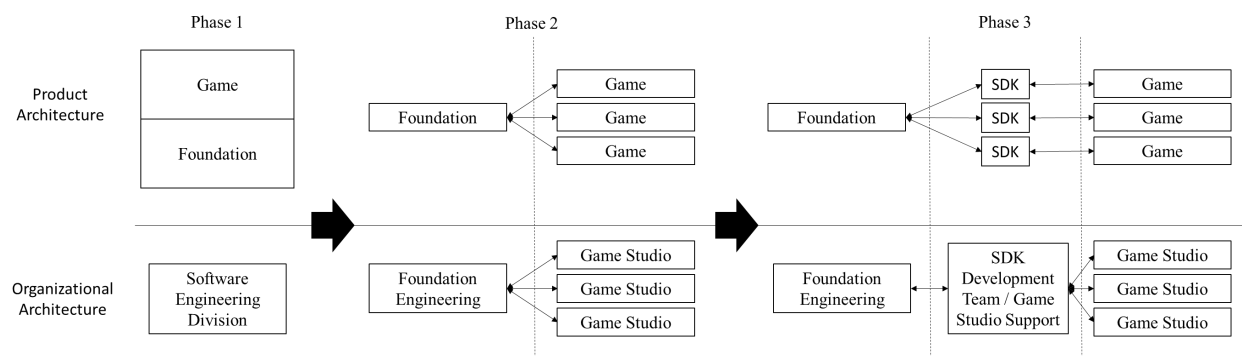 Phase 1
Phase 2
Phase 3
Product
Architecture
Game
Foundation
Foundation
Game
Game
Game
Foundation
SDK
SDK
SDK
Game
Game
Game
Organizational
Architecture
Software
Engineering
Division
Foundation
Engineering
Game Studio
Game Studio
Game Studio
Foundation
Engineering
SDK
Development
Team / Game
Studio Support
Game Studio
Game Studio
Game Studio